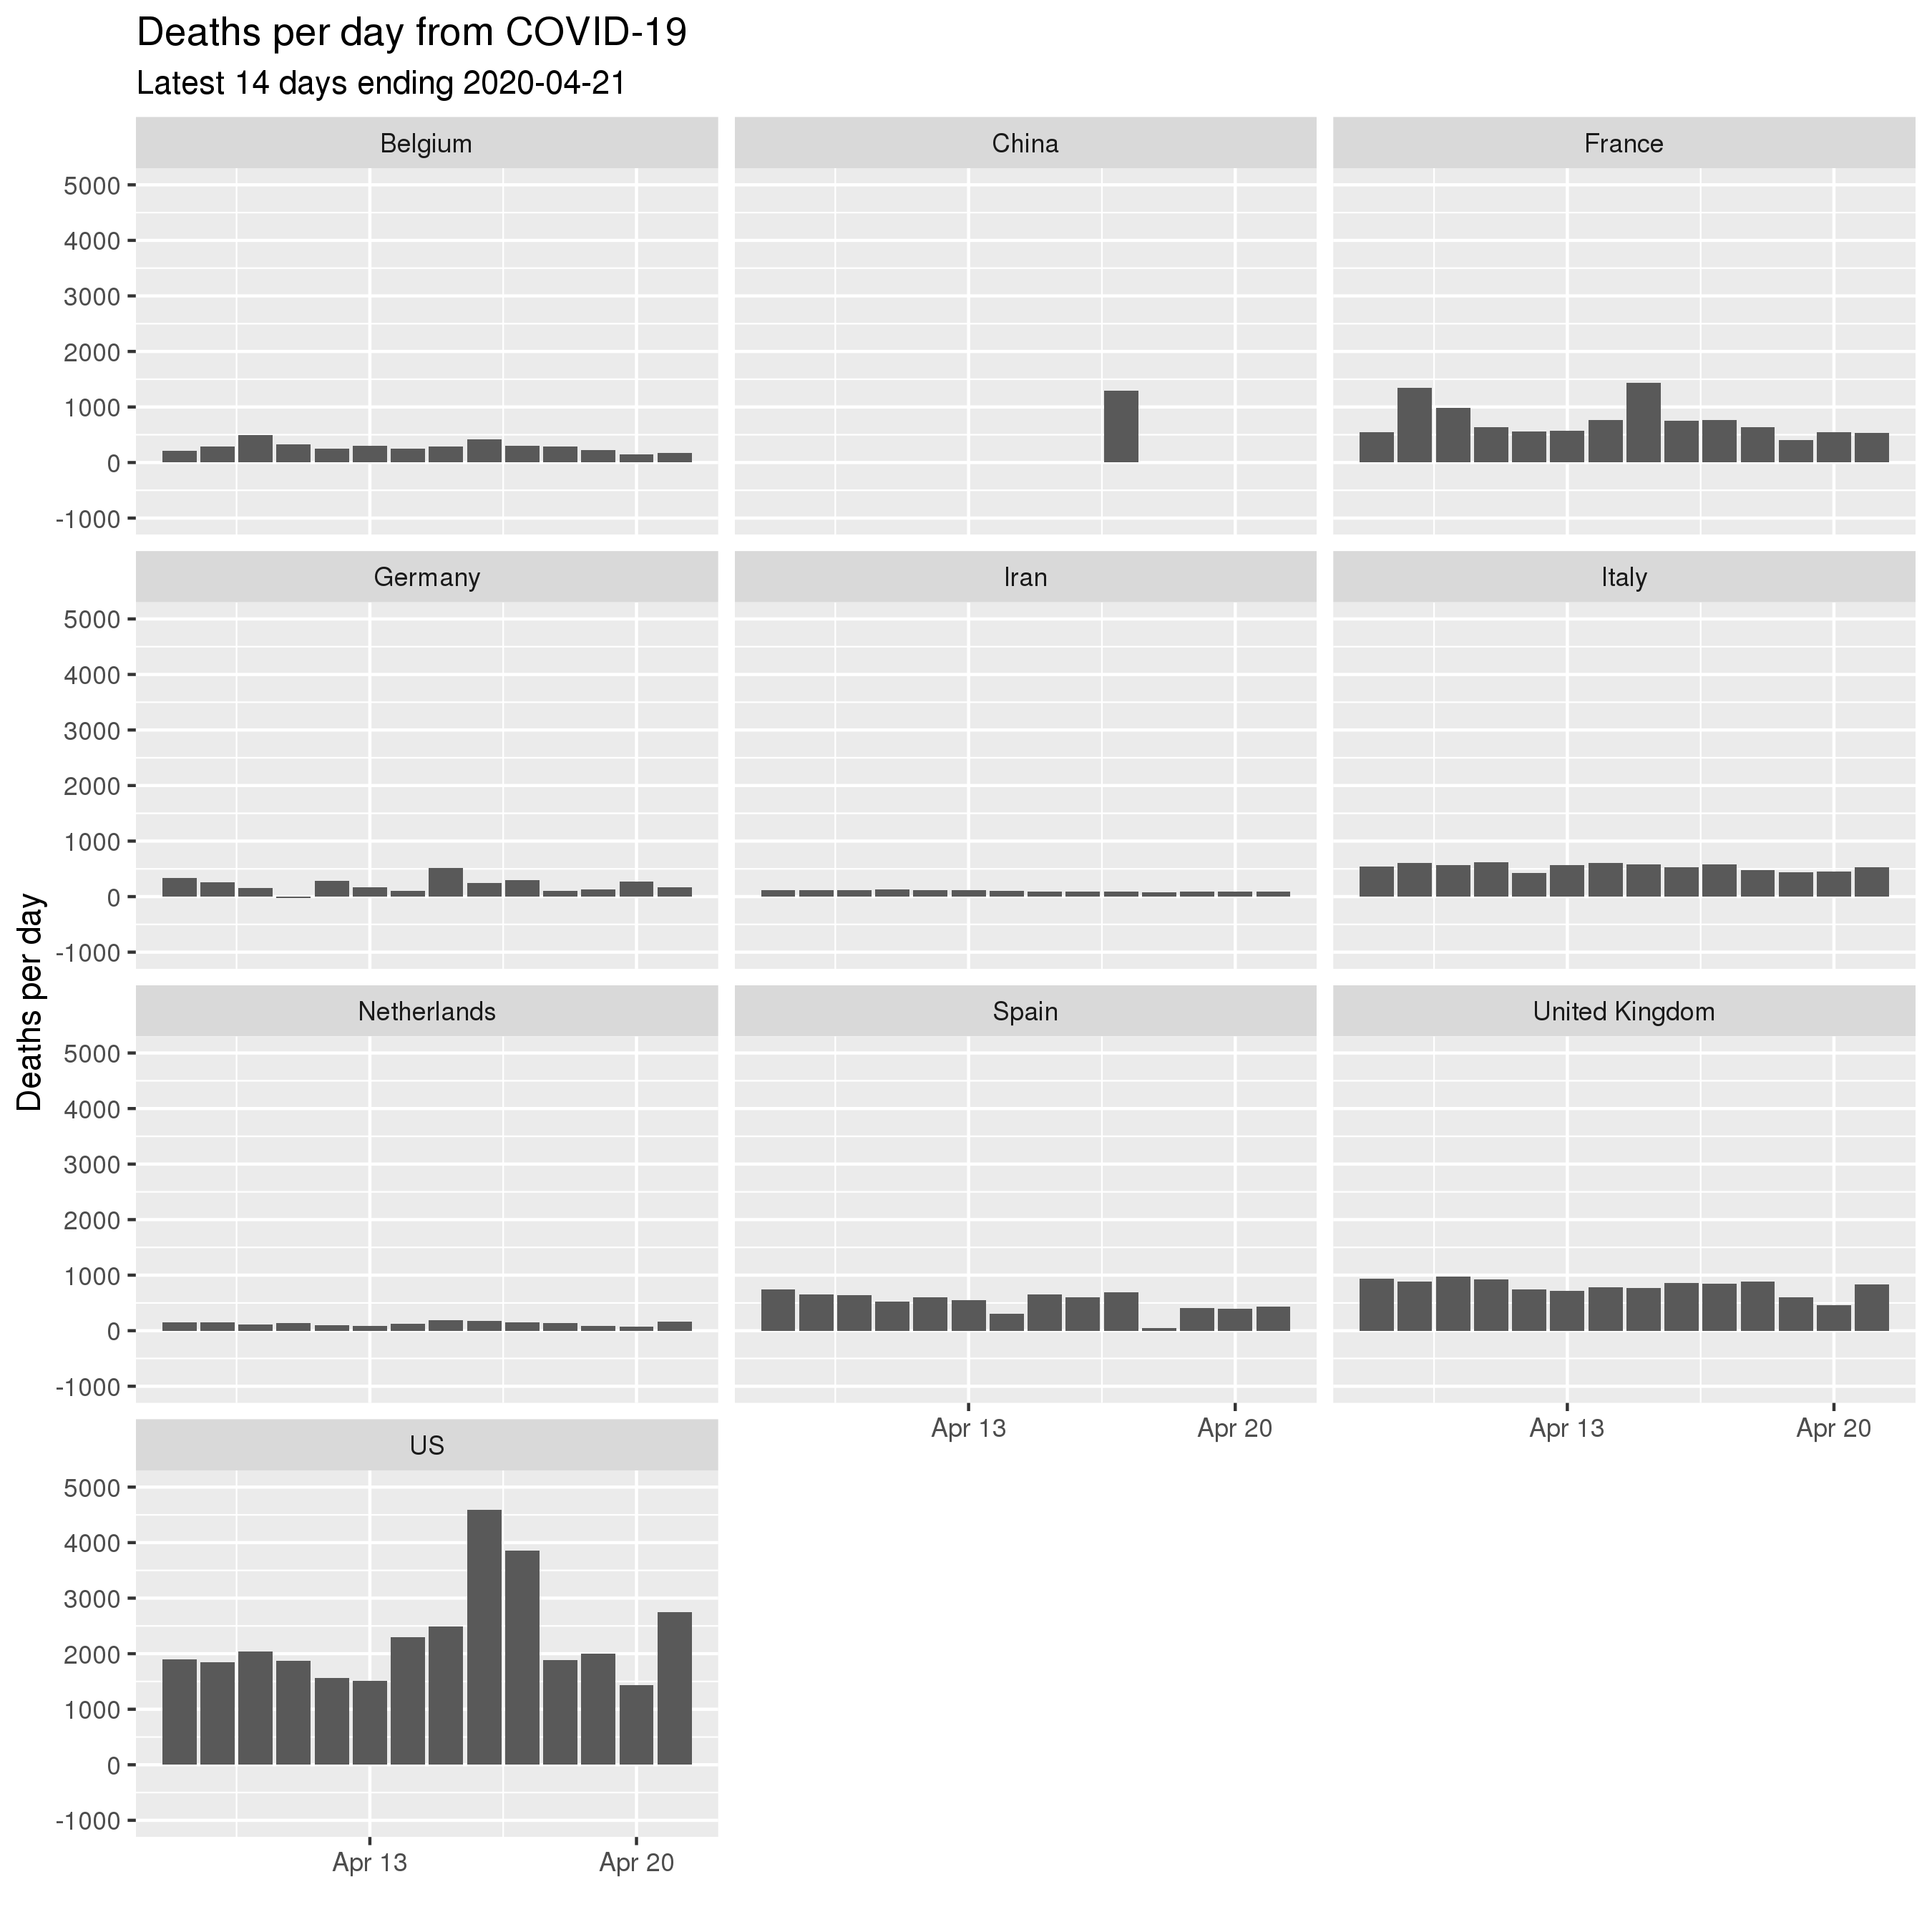 Deaths per day from COVID-19
Latest 14 days ending 2020-04-21
Belgium
China
France
5000
4000
3000
2000
1000
0
-1000
Germany
Iran
Italy
5000
4000
3000
2000
1000
0
-1000
Deaths per day
Netherlands
Spain
United Kingdom
5000
4000
3000
2000
1000
0
-1000
Apr 13 Apr 20
Apr 13 Apr 20
US
5000
4000
3000
2000
1000
0
-1000
Apr 13 Apr 20